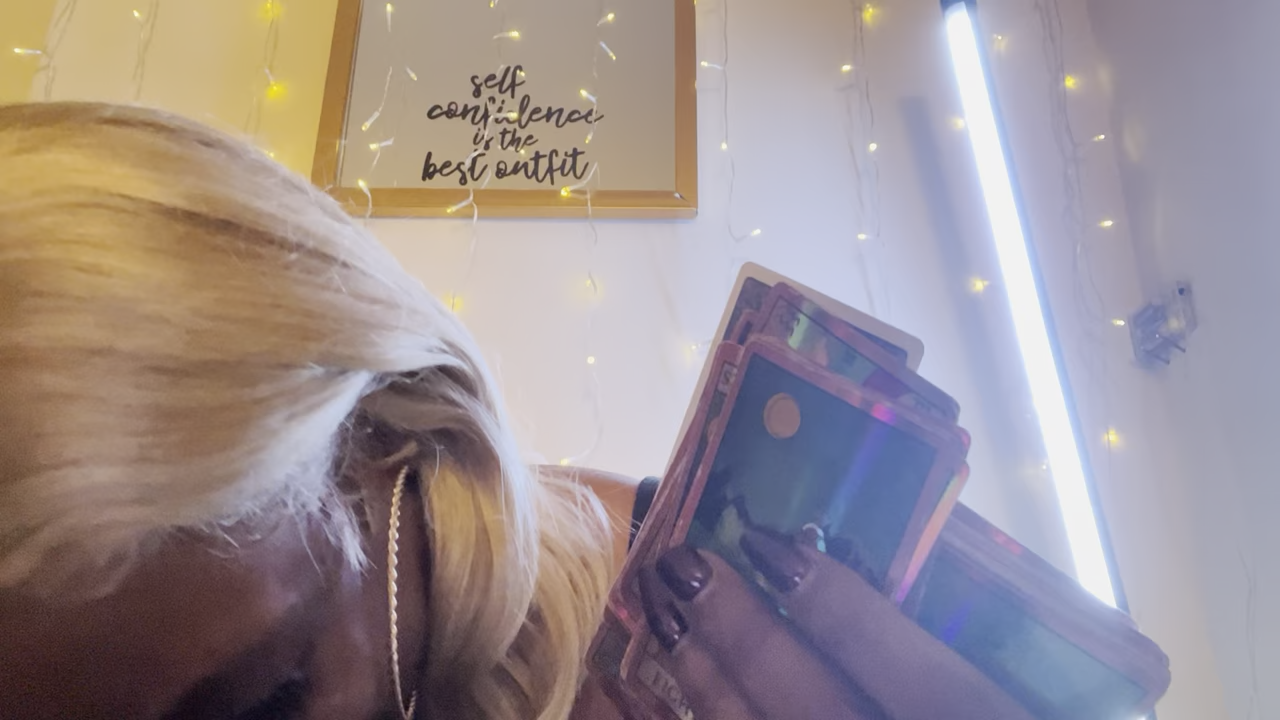 self
confidence
is the
best outfit